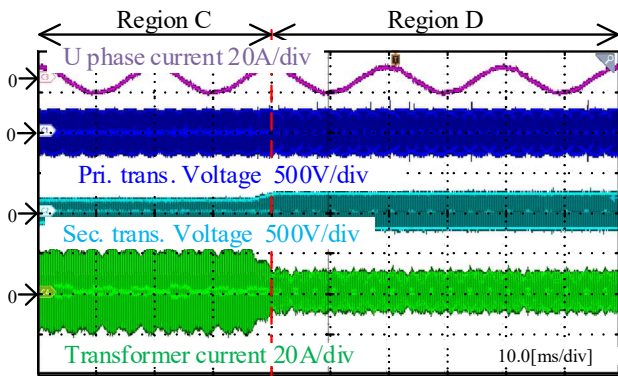 Region C
Region D
U phase current 20A/div
0
0
Pri. trans. Voltage 500V/div
0
Sec. trans. Voltage 500V/div
0
Transformer current 20A/div
10.0[ms/div]